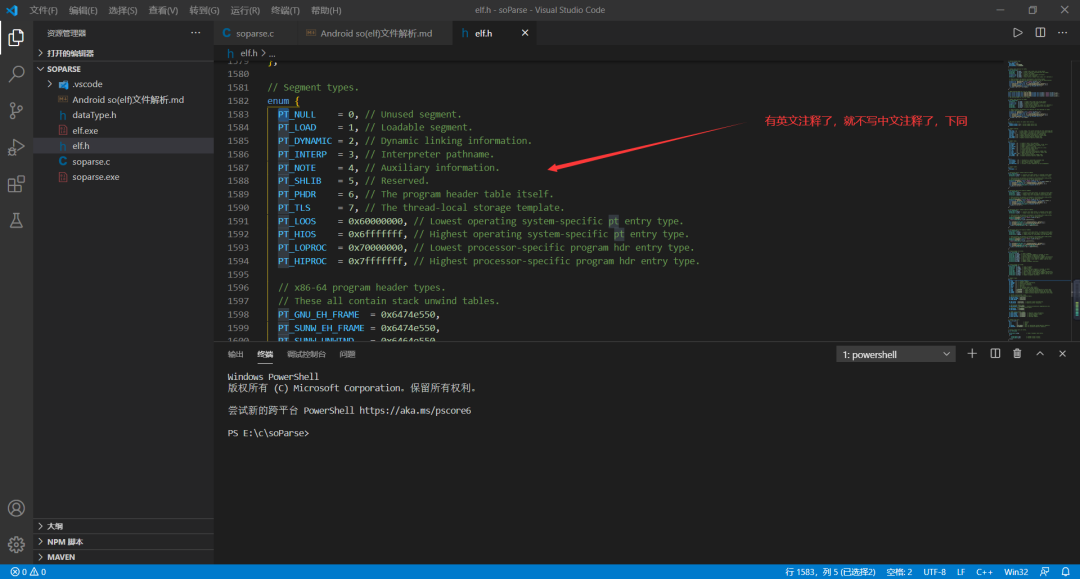 文件(F) 编辑(E) 选择(S) 查看(V) 转到(G) 运行(R) 终端(T) 帮助(H) elf.h - soParse - Visual Studio Code
资源管理器 ···
打开的编辑器
SOPARSE
.vscode
Android so(elf)文件解析.md
dataType.h
elf.exe
elf.h
soparse.c
soparse.exe
大纲
NPM 脚本
MAVEN
C soparse.c Android so(elf)文件解析.md h elf.h
h elf.h > ...
1579 };
1580
1581 // Segment types.
1582 enum {
1583 PT_NULL = 0, // Unused segment.
1584 PT_LOAD = 1, // Loadable segment.
1585 PT_DYNAMIC = 2, // Dynamic linking information.
1586 PT_INTERP = 3, // Interpreter pathname.
1587 PT_NOTE = 4, // Auxiliary information.
1588 PT_SHLIB = 5, // Reserved.
1589 PT_PHDR = 6, // The program header table itself.
1590 PT_TLS = 7, // The thread-local storage template.
1591 PT_LOOS = 0x60000000, // Lowest operating system-specific pt entry type.
1592 PT_HIOS = 0x6fffffff, // Highest operating system-specific pt entry type.
1593 PT_LOPROC = 0x70000000, // Lowest processor-specific program hdr entry type.
1594 PT_HIPROC = 0x7fffffff, // Highest processor-specific program hdr entry type.
1595
1596 // x86-64 program header types.
1597 // These all contain stack unwind tables.
1598 PT_GNU_EH_FRAME = 0x6474e550,
1599 PT_SUNW_EH_FRAME = 0x6474e550,
1600 PT_SUNW_UNWIND = 0x6464e550,
有英文注释了，就不写中文注释了，下同
输出 终端 调试控制台 问题 1: powershell
Windows PowerShell
版权所有 (C) Microsoft Corporation。保留所有权利。
尝试新的跨平台 PowerShell https://aka.ms/pscore6
PS E:\c\soParse>
0 0 行 1583，列 5 (已选择2) 空格: 2 UTF-8 LF C++ Win32